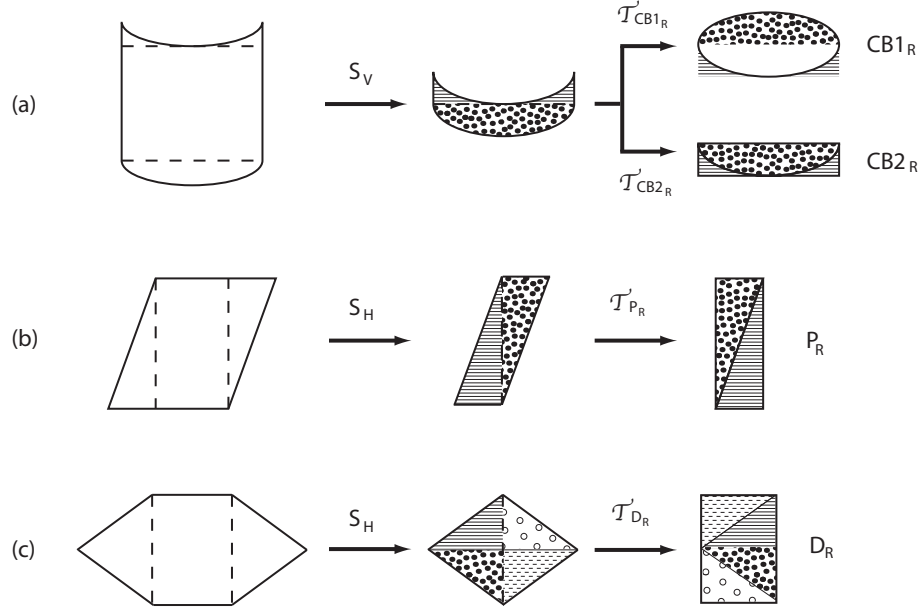 (a) S_V 𝒯_CB1_R CB1_R
𝒯_CB2_R CB2_R
(b) S_H 𝒯_P_R P_R
(c) S_H 𝒯_D_R D_R